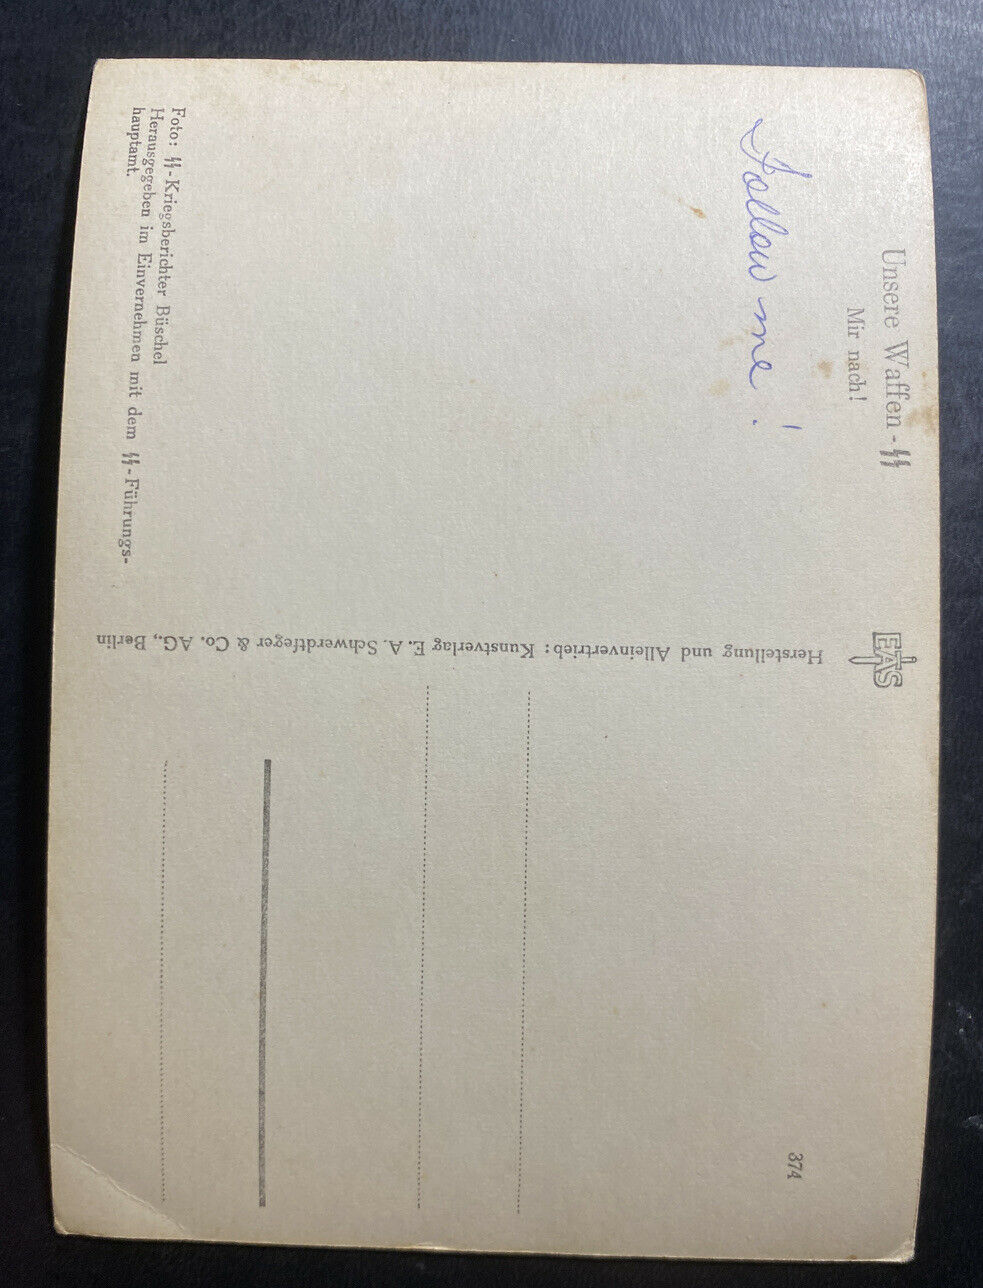 Unsere Waffen-SS
Mir nach!
Follow me!
Foto: SS-Kriegsberichter Büschel
Herausgegeben im Einvernehmen mit dem SS-Führungs-
hauptamt.
EAS
Herstellung und Alleinvertrieb: Kunstverlag E. A. Schwerdtfeger & Co. AG., Berlin
374